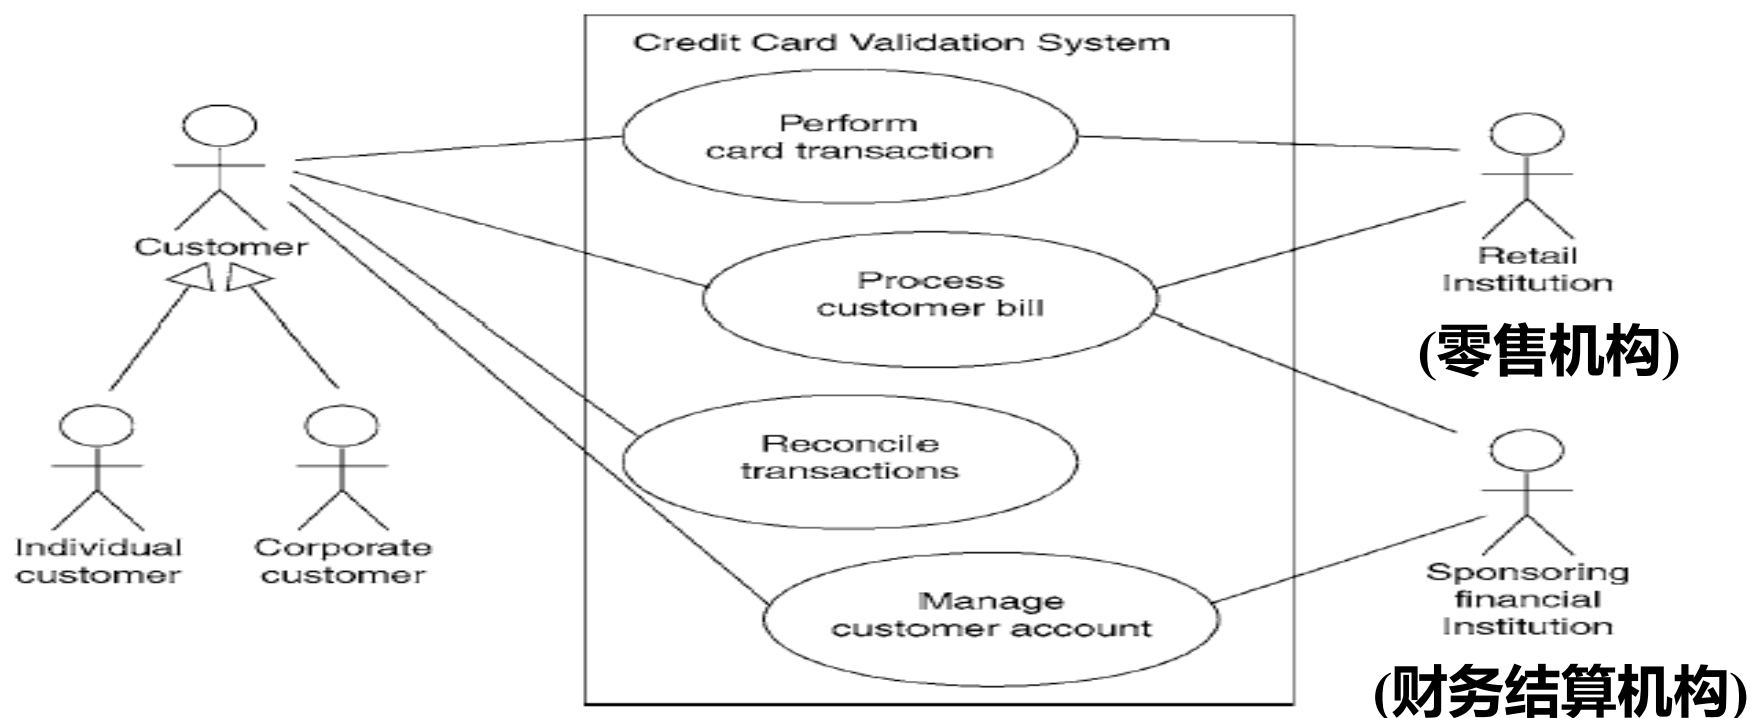 Credit Card Validation System
Perform
card transaction
Customer
Process
customer bill
Retail
Institution
(零售机构)
Reconcile
transactions
Individual
customer
Corporate
customer
Manage
customer account
Sponsoring
financial
Institution
(财务结算机构)